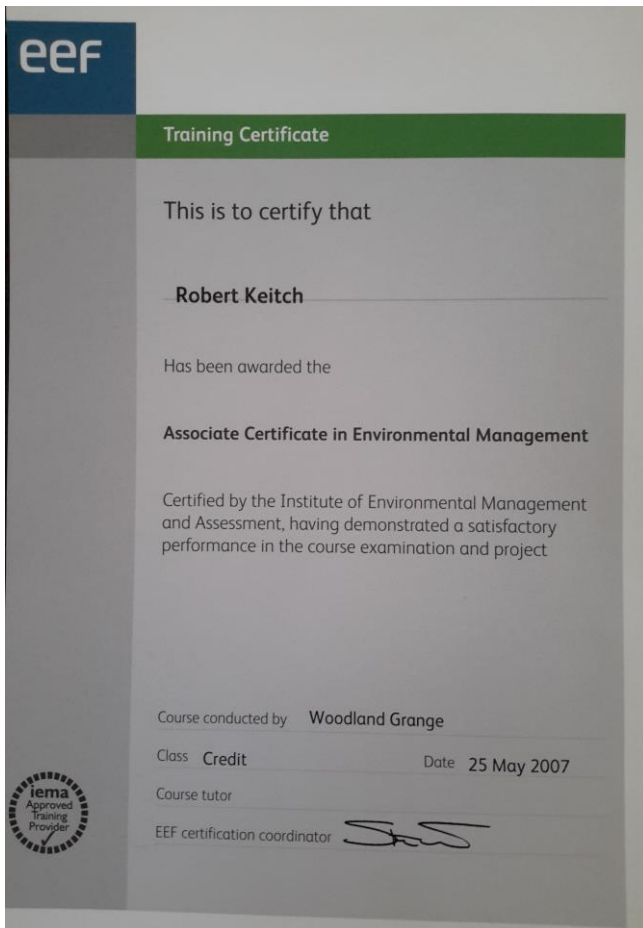 eef
Training Certificate
This is to certify that
Robert Keitch
Has been awarded the
Associate Certificate in Environmental Management
Certified by the Institute of Environmental Management
and Assessment, having demonstrated a satisfactory
performance in the course examination and project
Course conducted by Woodland Grange
Class Credit Date 25 May 2007
Course tutor
EEF certification coordinator
iema
Approved
Training
Provider